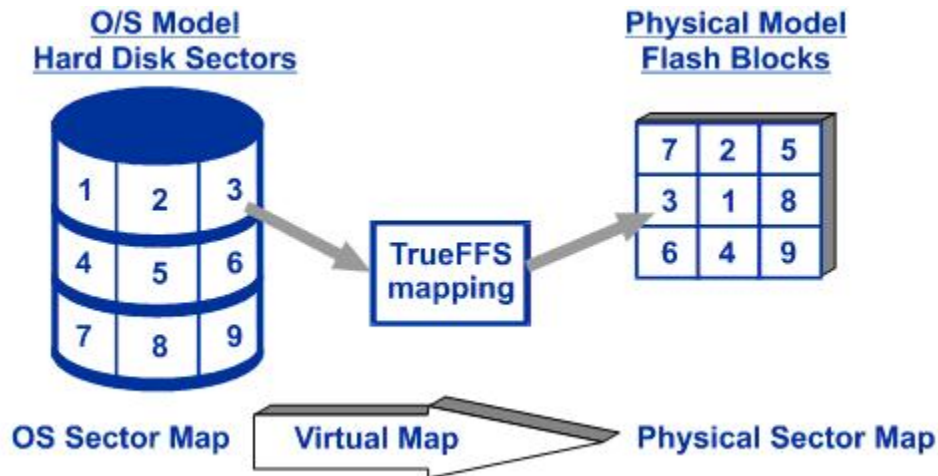 O/S Model
Hard Disk Sectors
Physical Model
Flash Blocks
1 2 3
4 5 6
7 8 9
TrueFFS
mapping
7 2 5
3 1 8
6 4 9
OS Sector Map
Virtual Map
Physical Sector Map